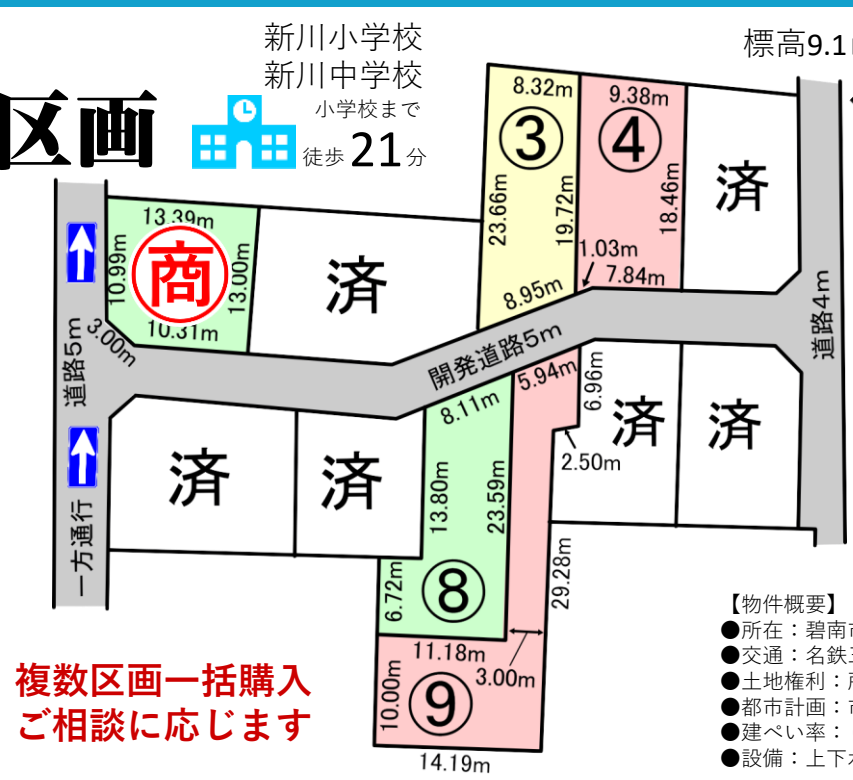 新川小学校
新川中学校
小学校まで
徒歩21分
標高9.1
区画
8.32m
③
23.66m
19.72m
9.38m
④
18.46m
1.03m
7.84m
8.95m
済
13.39m
10.99m
商
13.00m
10.31m
3.00m
済
開発道路5m
道路4m
道路5m
一方通行
済
済
8.11m
13.80m
23.59m
6.72m
⑧
5.94m
6.96m
2.50m
済
済
29.28m
11.18m
3.00m
10.00m
⑨
14.19m
複数区画一括購入
ご相談に応じます
【物件概要】
●所在：碧南市
●交通：名鉄三
●土地権利：所
●都市計画：市
●建ぺい率：
●設備：上下水